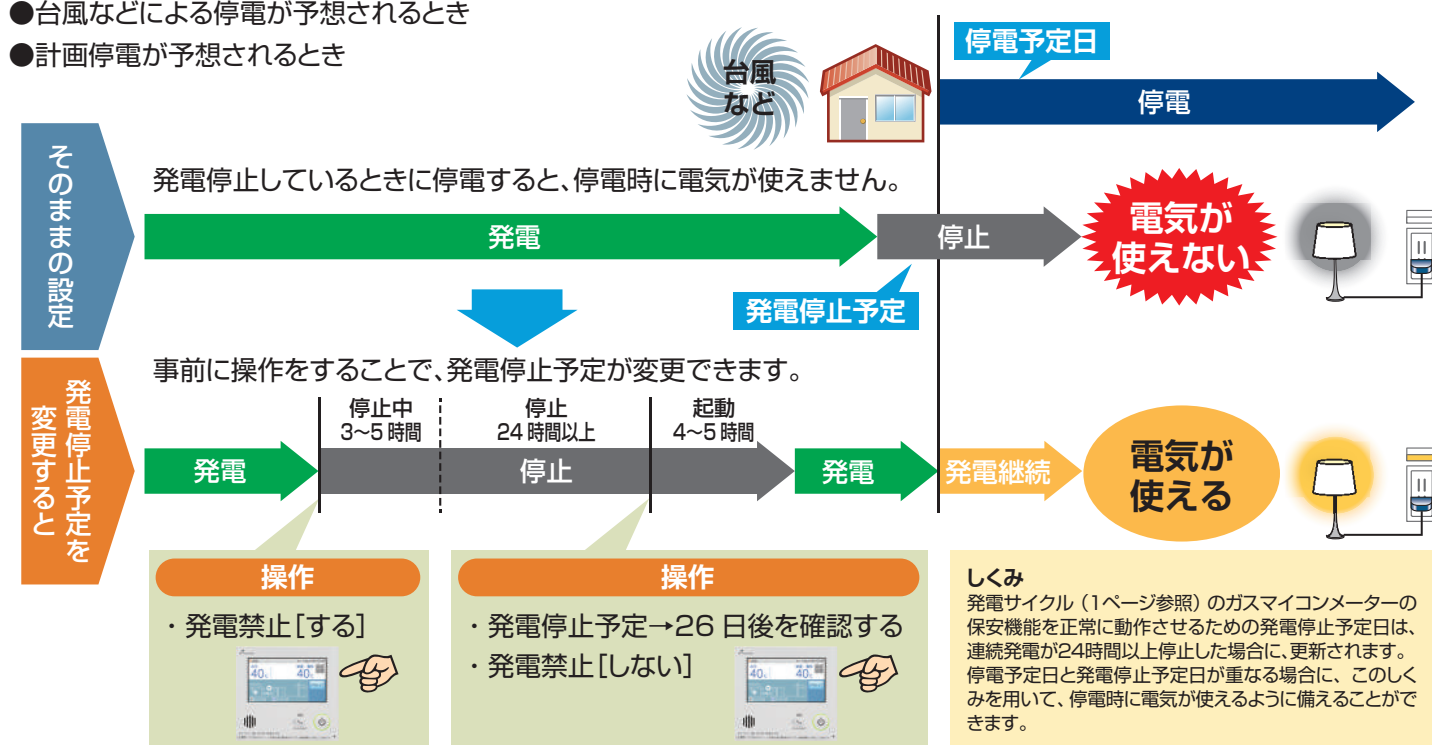 ●台風などによる停電が予想されるとき
●計画停電が予想されるとき
台風
など
停電予定日
停電
そのままの設定
発電停止しているときに停電すると、停電時に電気が使えません。
発電
停止
電気が
使えない
発電停止予定
発電停止予定を
変更すると
事前に操作をすることで、発電停止予定が変更できます。
停止中
3〜5時間
停止
24時間以上
起動
4〜5時間
発電
停止
発電
発電継続
電気が
使える
操作
・発電禁止[する]
40
40
操作
・発電停止予定→26日後を確認する
・発電禁止[しない]
40
40
しくみ
発電サイクル（1ページ参照）のガスマイコンメーターの
保安機能を正常に動作させるための発電停止予定日は、
連続発電が24時間以上停止した場合に、更新されます。
停電予定日と発電停止予定日が重なる場合に、このしく
みを用いて、停電時に電気が使えるように備えることがで
きます。